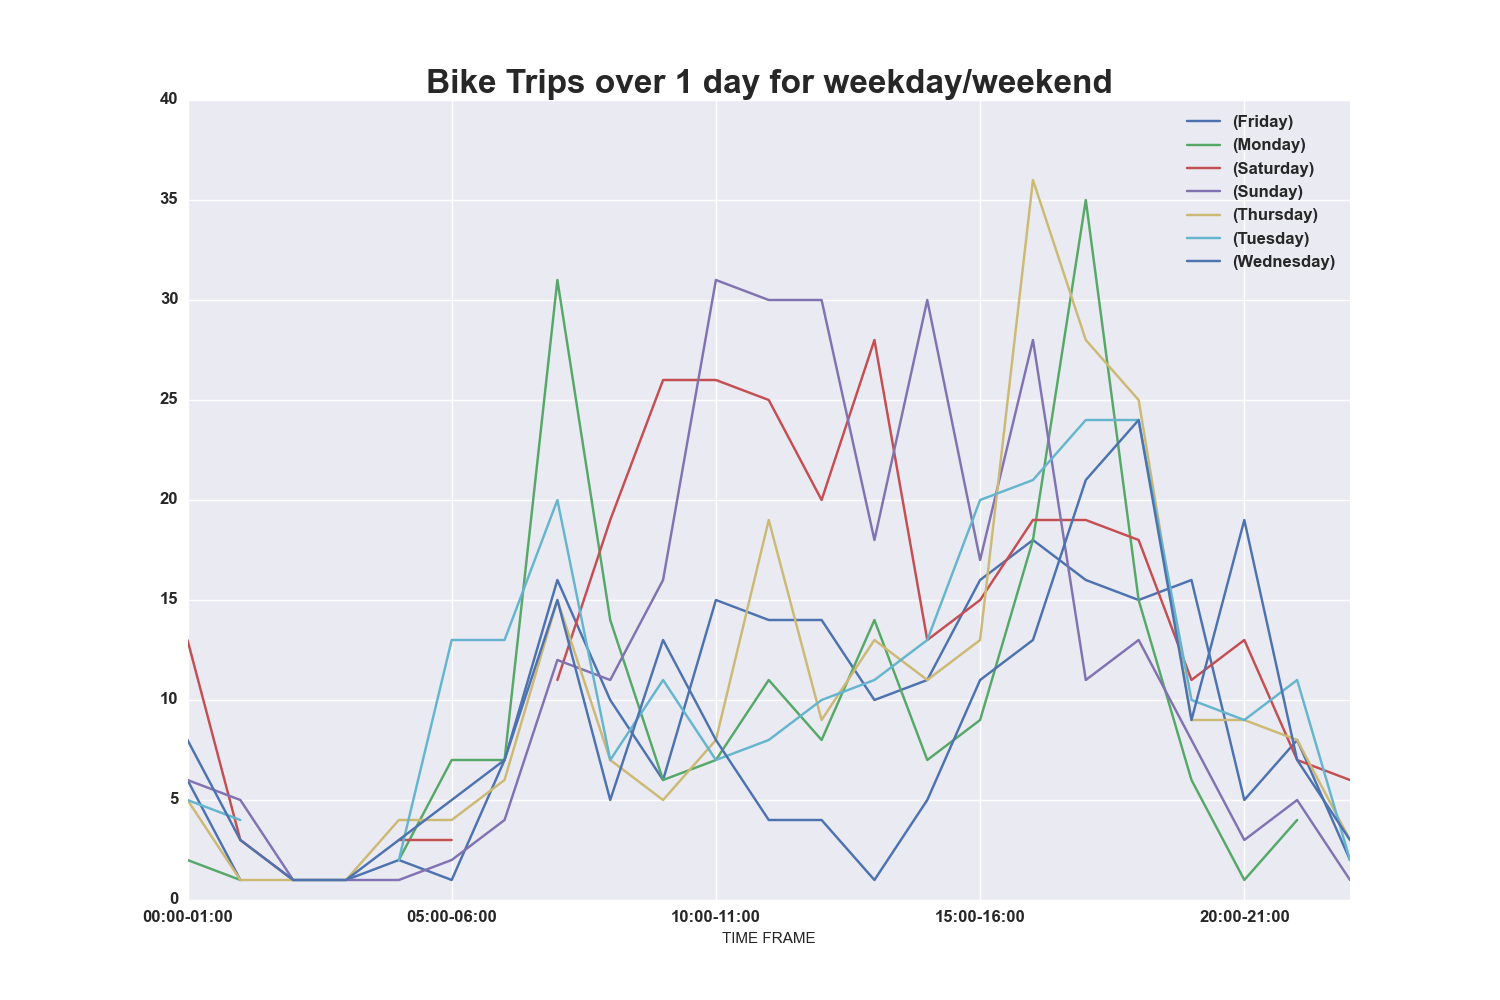 Bike Trips over 1 day for weekday/weekend
40
35
30
25
20
15
10
5
0
(Friday)
(Monday)
(Saturday)
(Sunday)
(Thursday)
(Tuesday)
(Wednesday)
00:00-01:00 05:00-06:00 10:00-11:00 15:00-16:00 20:00-21:00
TIME FRAME